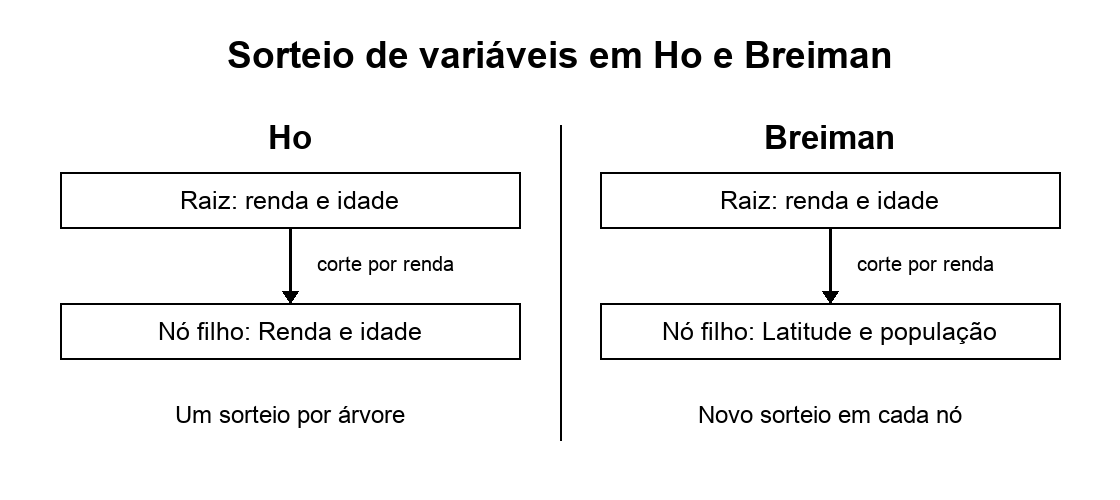 Sorteio de variáveis em Ho e Breiman
Ho
Raiz: renda e idade
corte por renda
Nó filho: Renda e idade
Um sorteio por árvore
Breiman
Raiz: renda e idade
corte por renda
Nó filho: Latitude e população
Novo sorteio em cada nó